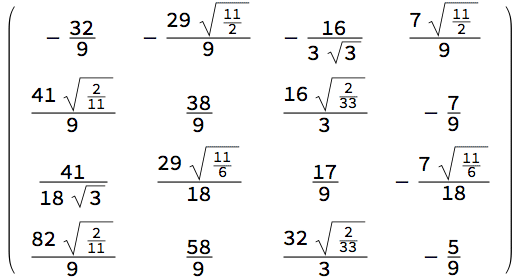 - 32/9 - 29 √(11/2)/9 - 16/(3 √3) 7 √(11/2)/9
41 √(2/11)/9 38/9 16 √(2/33)/3 - 7/9
41/(18 √3) 29 √(11/6)/18 17/9 - 7 √(11/6)/18
82 √(2/11)/9 58/9 32 √(2/33)/3 - 5/9